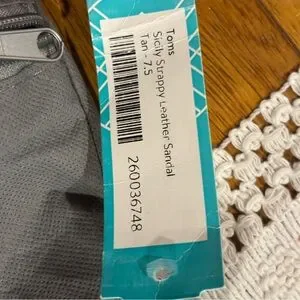 Toms
Sicily Strappy Leather Sandal
Tan - 7.5
260036748